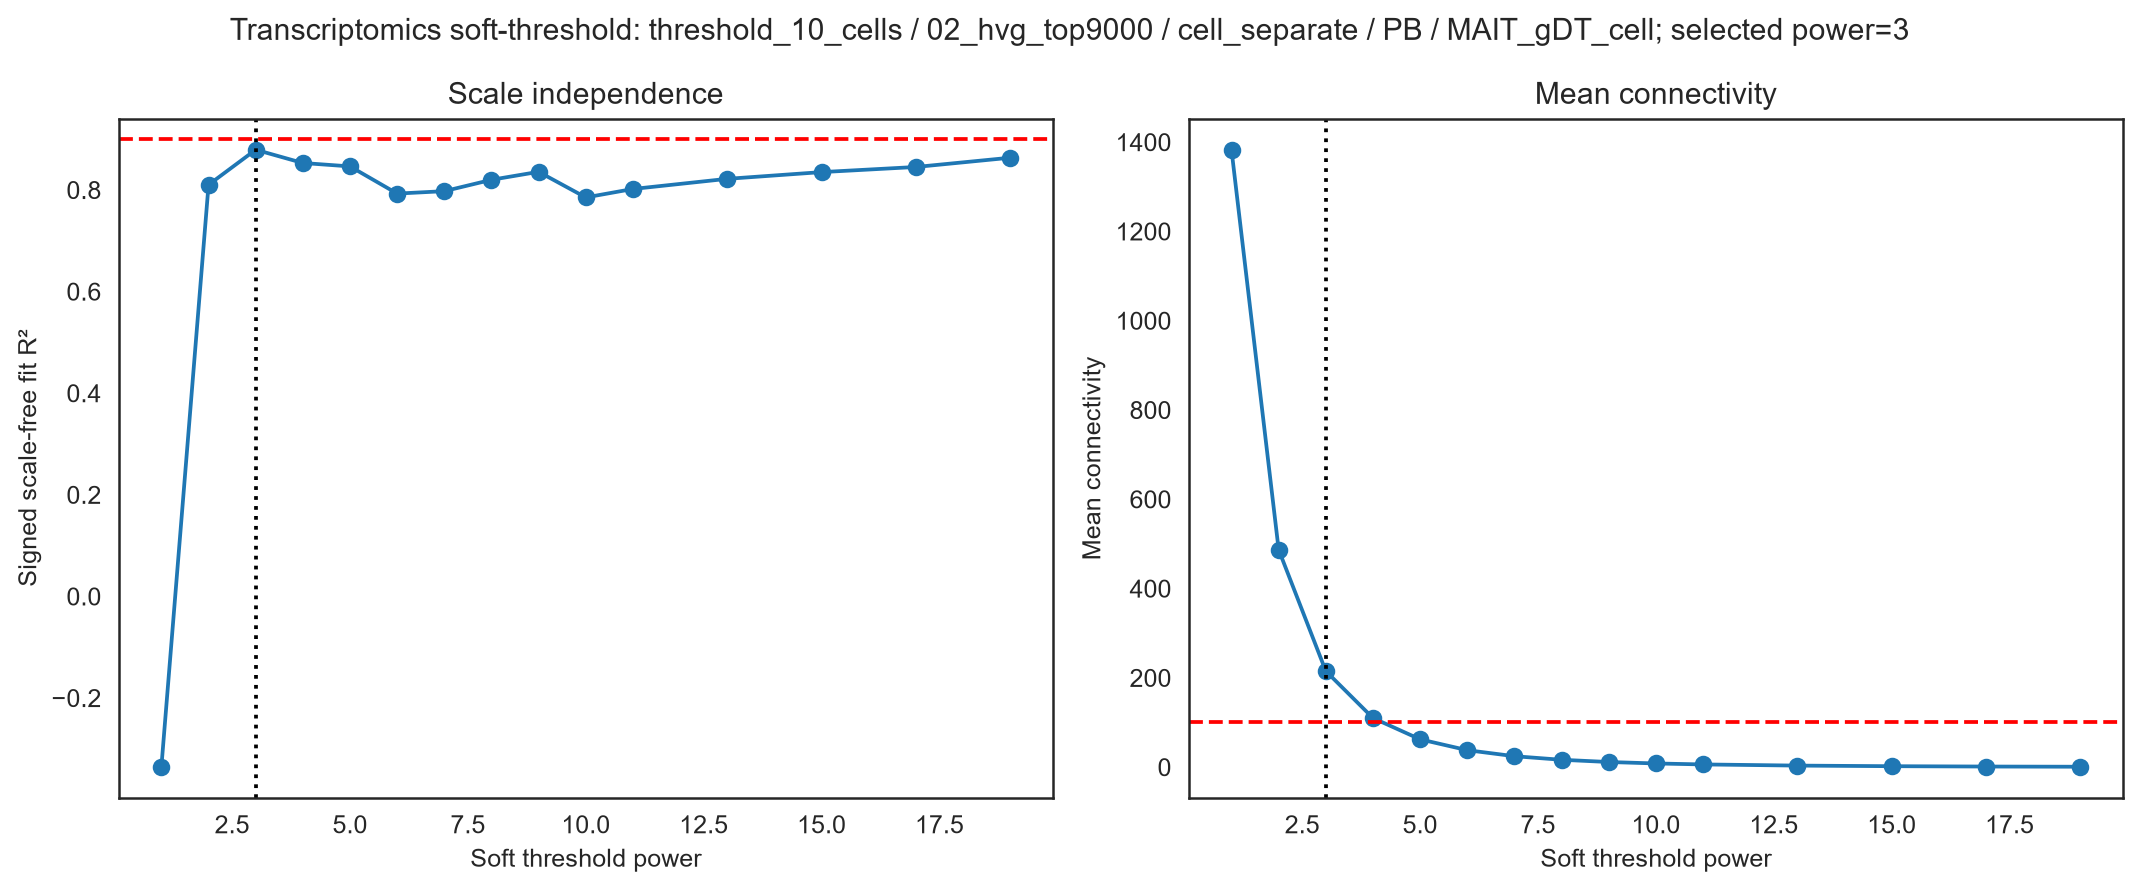 Transcriptomics soft-threshold: threshold_10_cells / 02_hvg_top9000 / cell_separate / PB / MAIT_gDT_cell; selected power=3
Scale independence
Signed scale-free fit R²
0.8
0.6
0.4
0.2
0.0
−0.2
2.5 5.0 7.5 10.0 12.5 15.0 17.5
Soft threshold power
Mean connectivity
Mean connectivity
1400
1200
1000
800
600
400
200
0
2.5 5.0 7.5 10.0 12.5 15.0 17.5
Soft threshold power